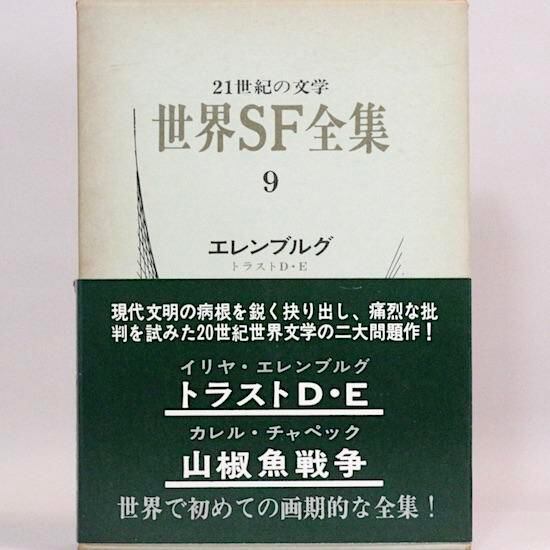 21世紀の文学
世界SF全集
9
エレンブルグ
トラストD・E
現代文明の病根を鋭く抉り出し、痛烈な批
判を試みた20世紀世界文学の二大問題作！
イリヤ・エレンブルグ
トラストD・E
カレル・チャペック
山椒魚戦争
世界で初めての画期的な全集！